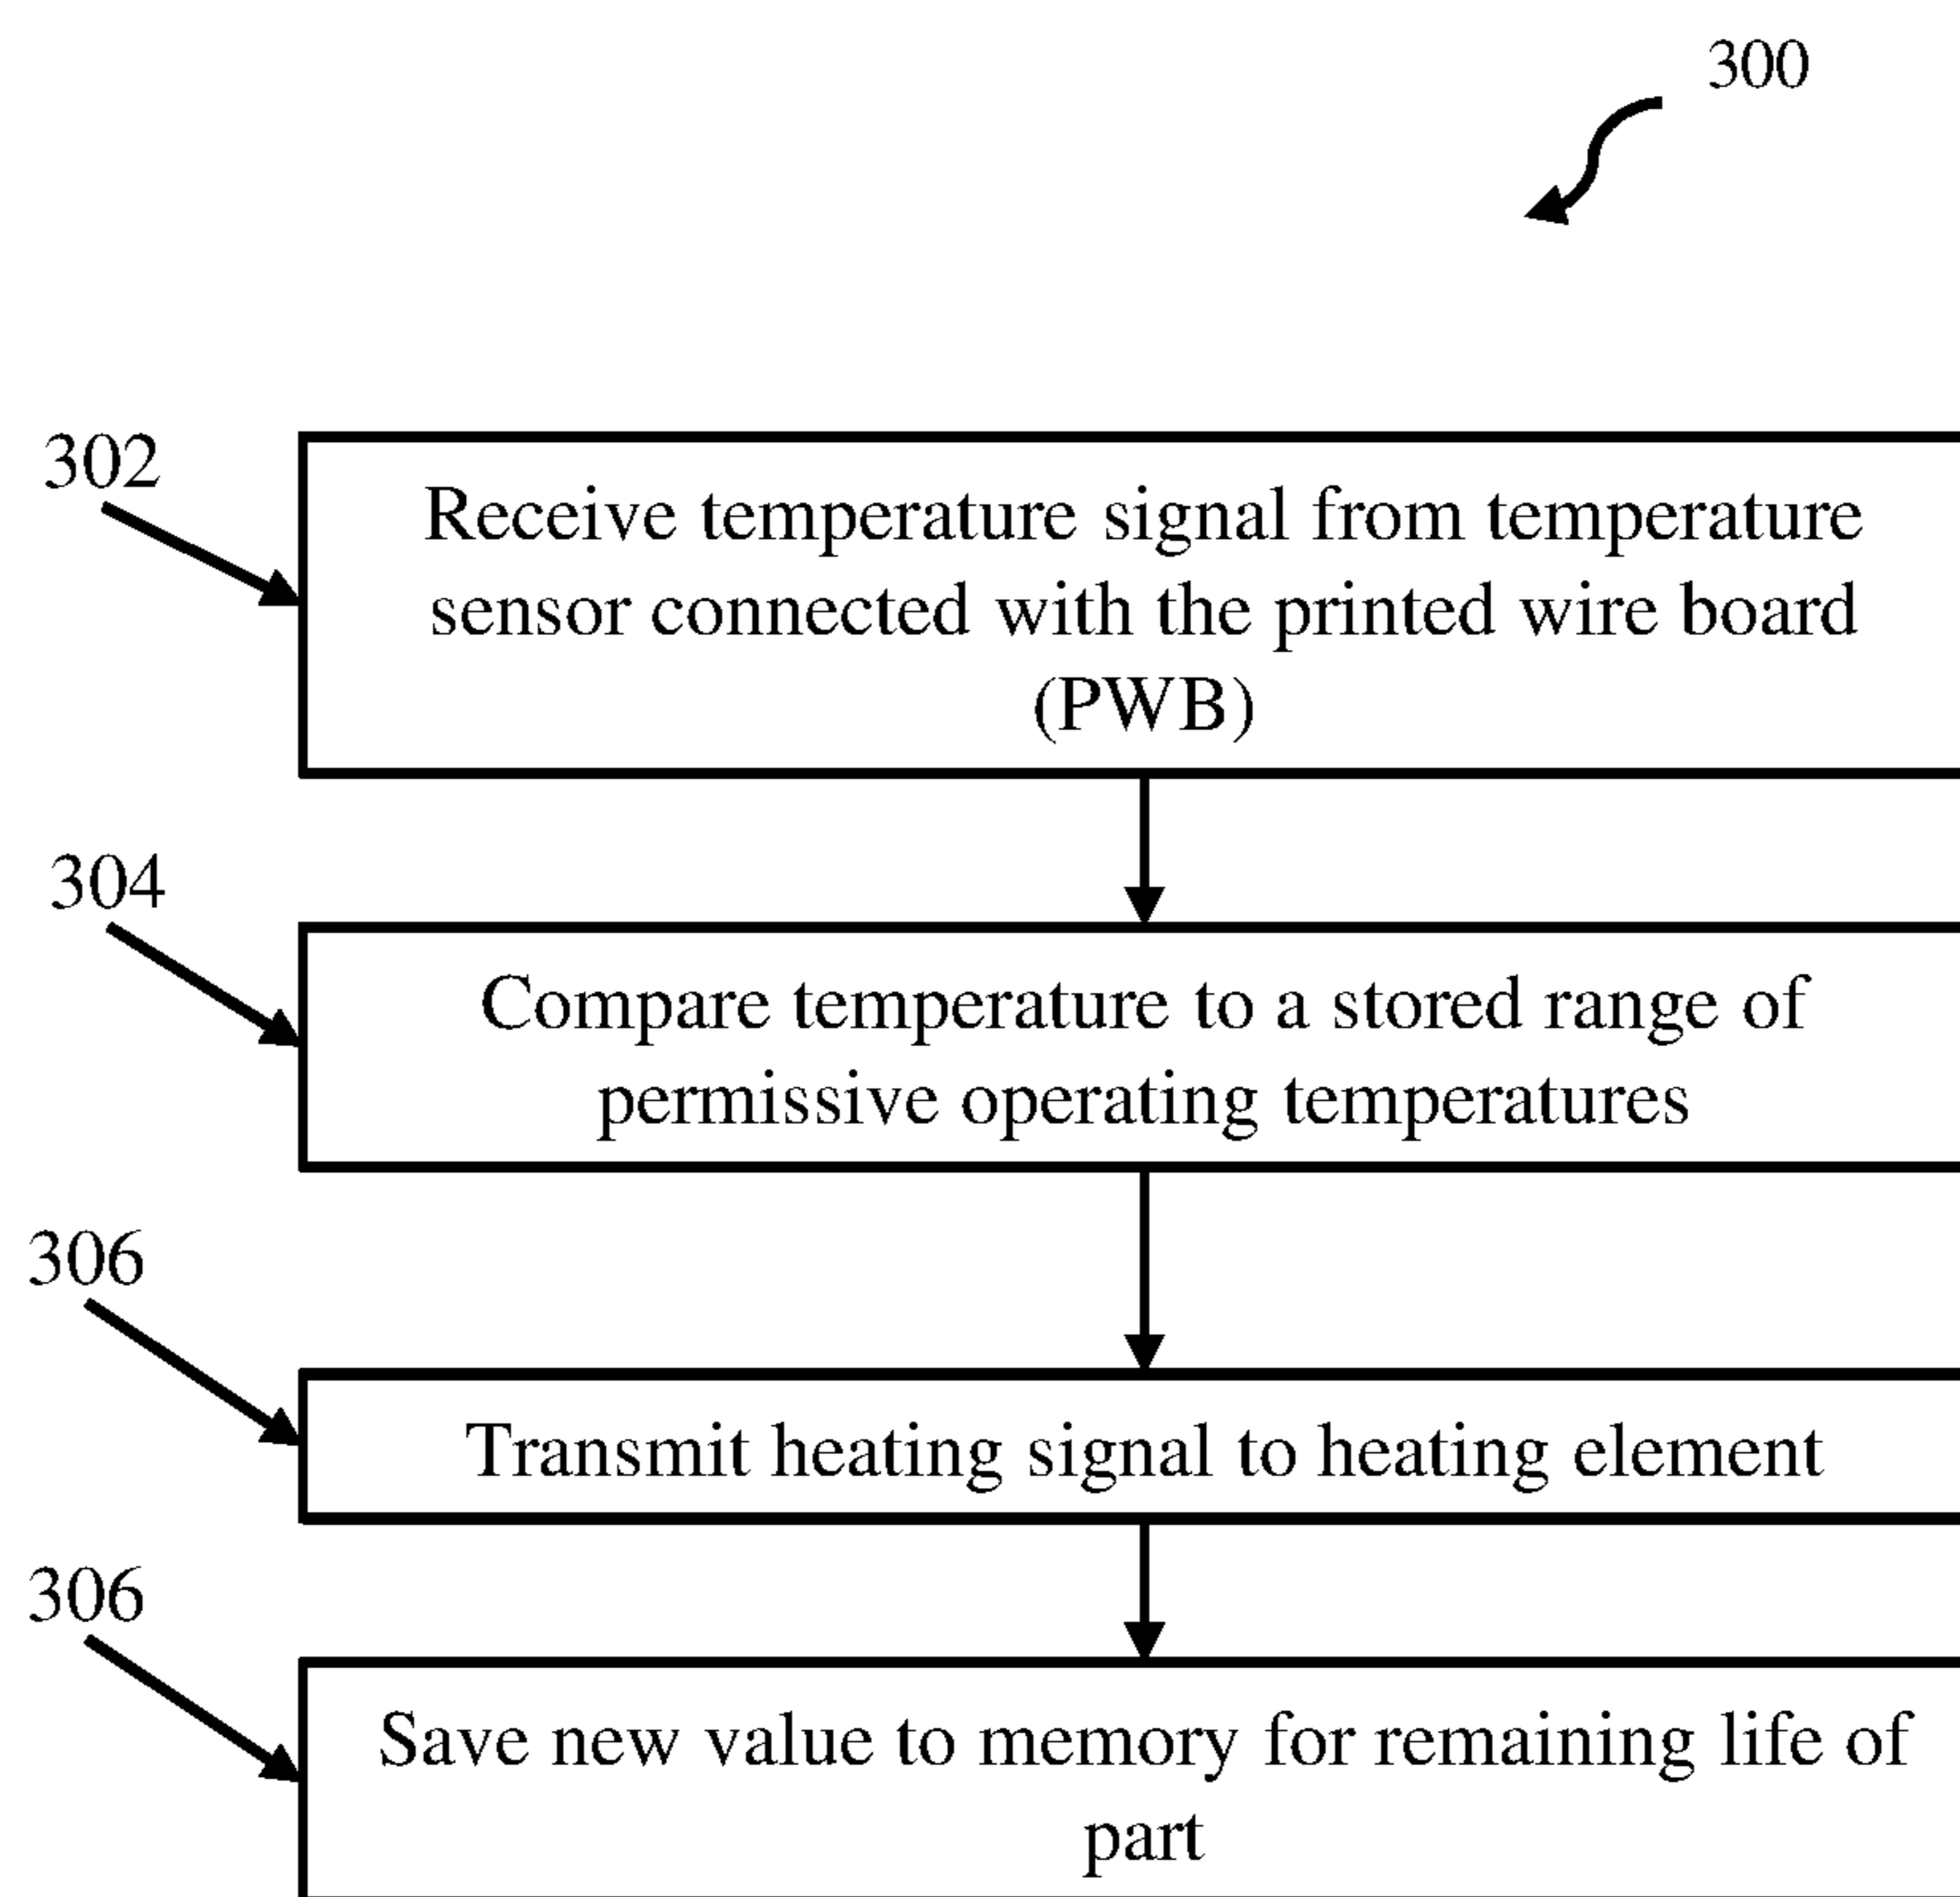 300
302
Receive temperature signal from temperature
sensor connected with the printed wire board
(PWB)
304
Compare temperature to a stored range of
permissive operating temperatures
306
Transmit heating signal to heating element
306
Save new value to memory for remaining life of
part